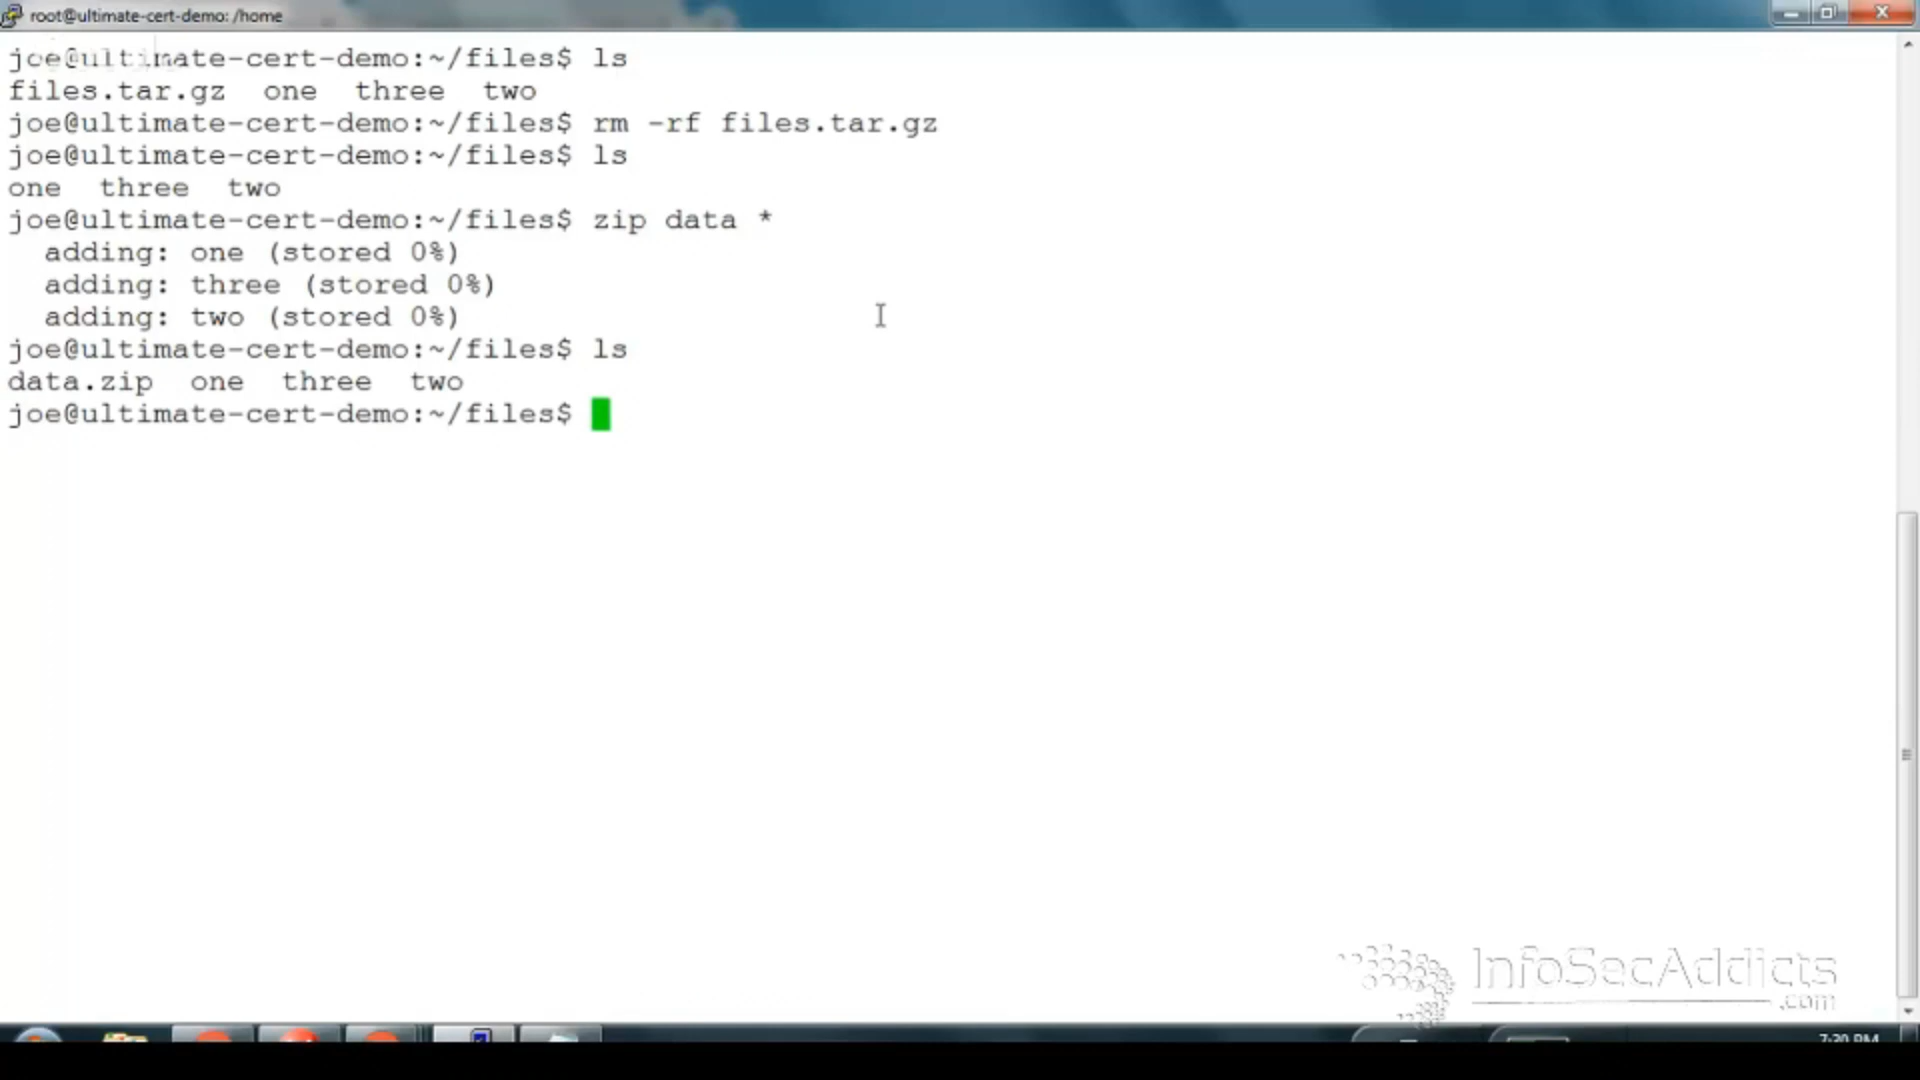 root@ultimate-cert-demo: /home
joe@ultimate-cert-demo:~/files$ ls
files.tar.gz  one  three  two
joe@ultimate-cert-demo:~/files$ rm -rf files.tar.gz
joe@ultimate-cert-demo:~/files$ ls
one  three  two
joe@ultimate-cert-demo:~/files$ zip data *
  adding: one (stored 0%)
  adding: three (stored 0%)
  adding: two (stored 0%)
joe@ultimate-cert-demo:~/files$ ls
data.zip  one  three  two
joe@ultimate-cert-demo:~/files$
InfoSecAddicts
.com
7:30 PM